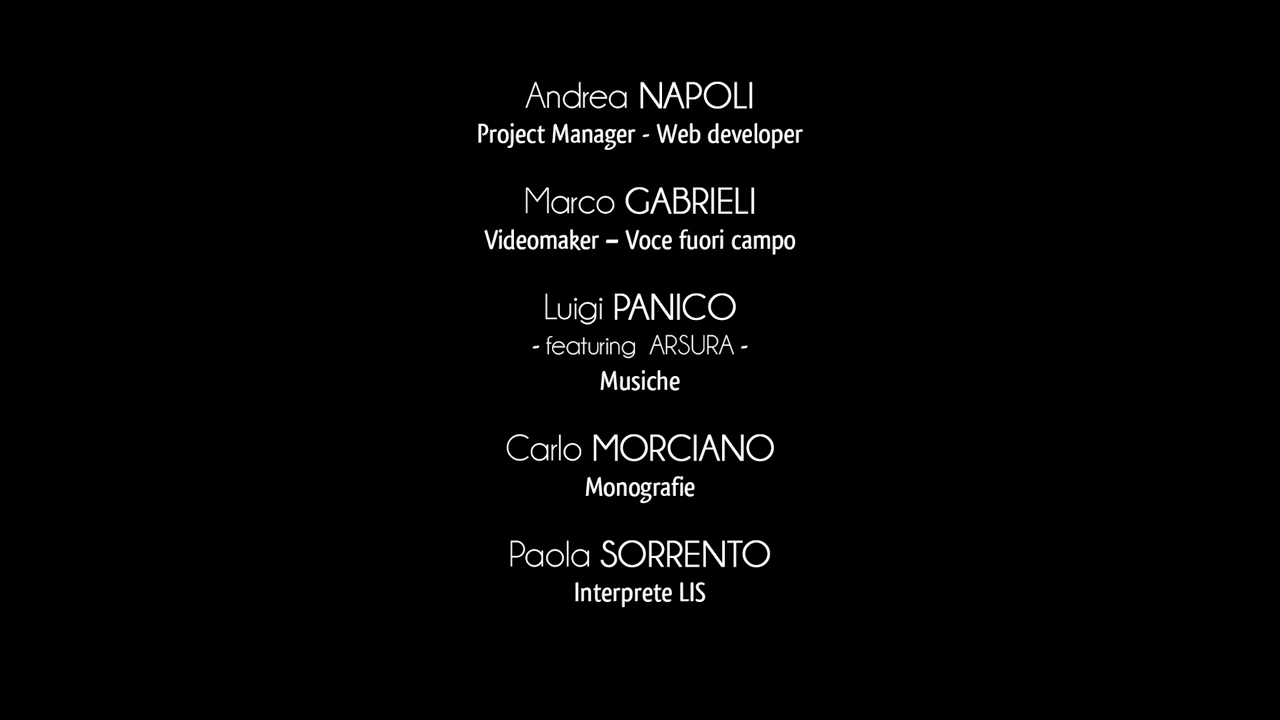 Andrea NAPOLI
Project Manager - Web developer
Marco GABRIELI
Videomaker – Voce fuori campo
Luigi PANICO
- featuring ARSURA -
Musiche
Carlo MORCIANO
Monografie
Paola SORRENTO
Interprete LIS